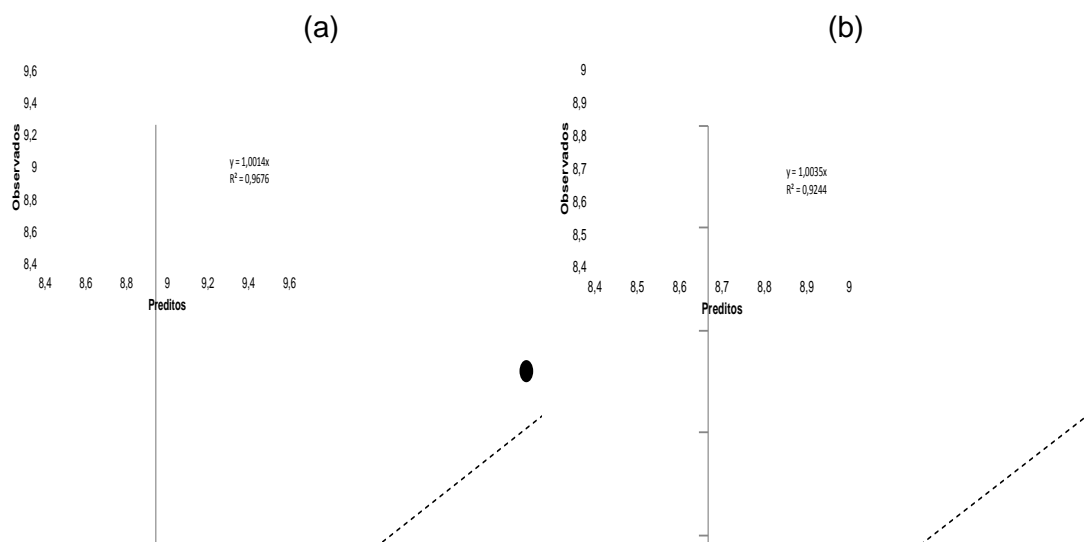 (a)
9,6
9,4
9,2
9
8,8
8,6
8,4
Observados
y = 1,0014x
R² = 0,9676
8,4 8,6 8,8 9 9,2 9,4 9,6
Preditos
(b)
9
8,9
8,8
8,7
8,6
8,5
8,4
Observados
y = 1,0035x
R² = 0,9244
8,4 8,5 8,6 8,7 8,8 8,9 9
Preditos